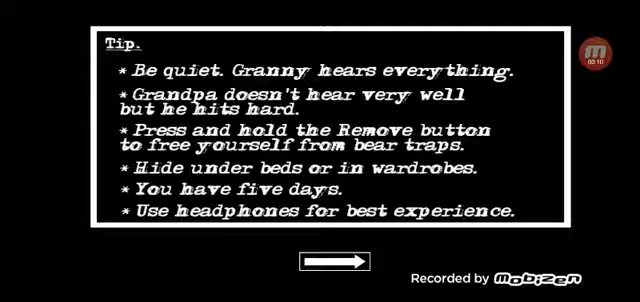 Tip.
* Be quiet. Granny hears everything.
* Grandpa doesn't hear very well
but he hits hard.
* Press and hold the Remove button
to free yourself from bear traps.
* Hide under beds or in wardrobes.
* You have five days.
* Use headphones for best experience.
00:10
Recorded by mobizen